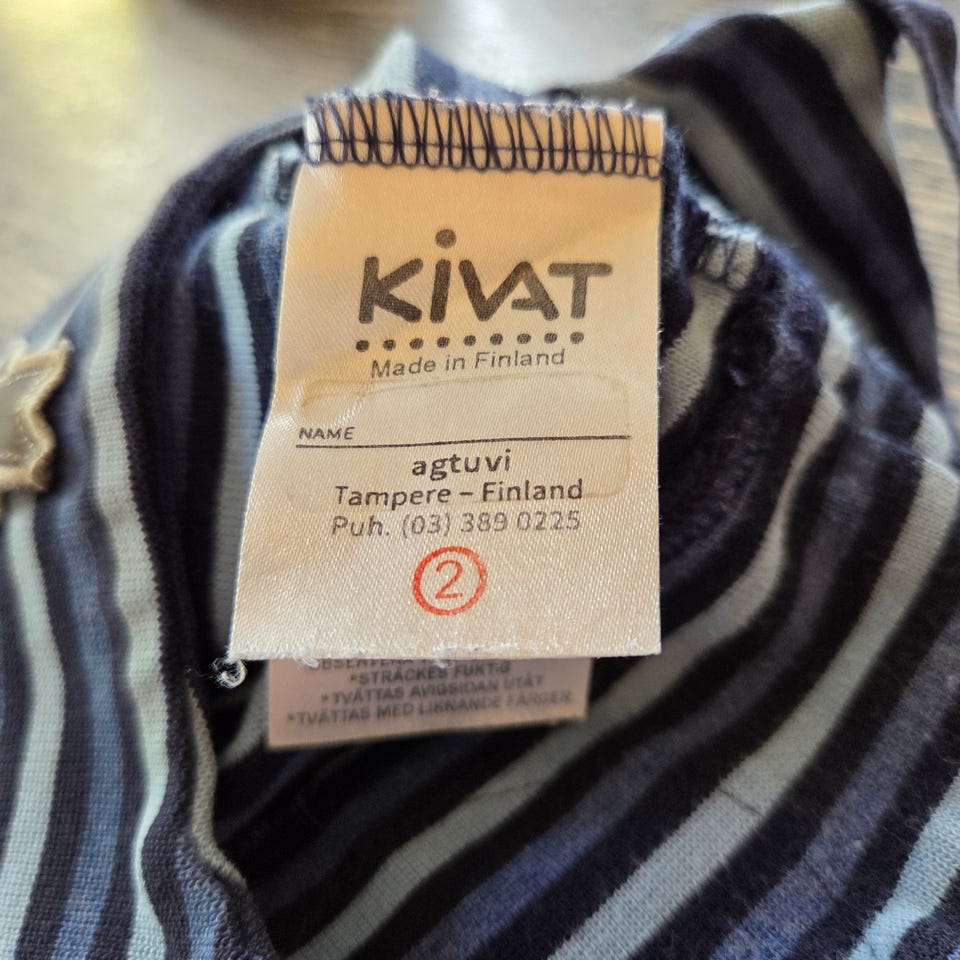 KiVAT
Made in Finland
NAME
agtuvi
Tampere – Finland
Puh. (03) 389 0225
2
*STRÄCKES FUKTIG
*TVÄTTAS AVIGSIDAN UTÅT
*TVÄTTAS MED LIKNANDE FÄRGER